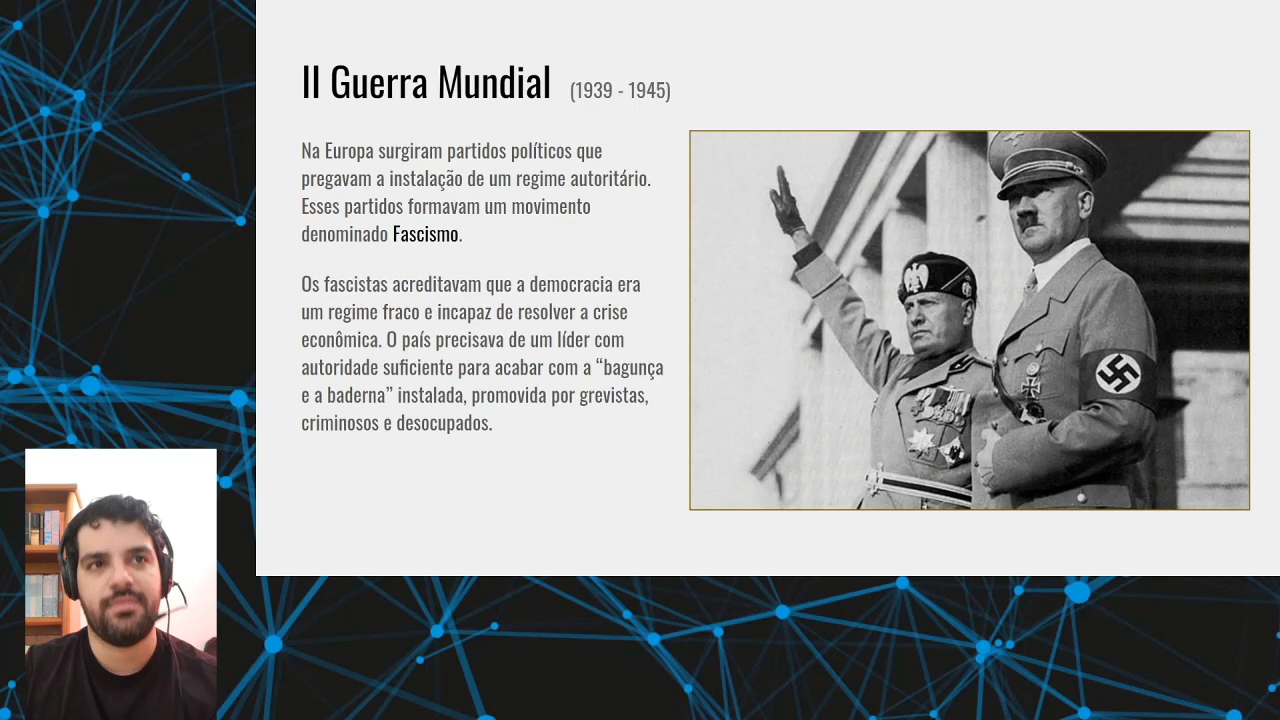 II Guerra Mundial (1939 - 1945)
Na Europa surgiram partidos políticos que
pregavam a instalação de um regime autoritário.
Esses partidos formavam um movimento
denominado Fascismo.
Os fascistas acreditavam que a democracia era
um regime fraco e incapaz de resolver a crise
econômica. O país precisava de um líder com
autoridade suficiente para acabar com a “bagunça
e a baderna” instalada, promovida por grevistas,
criminosos e desocupados.